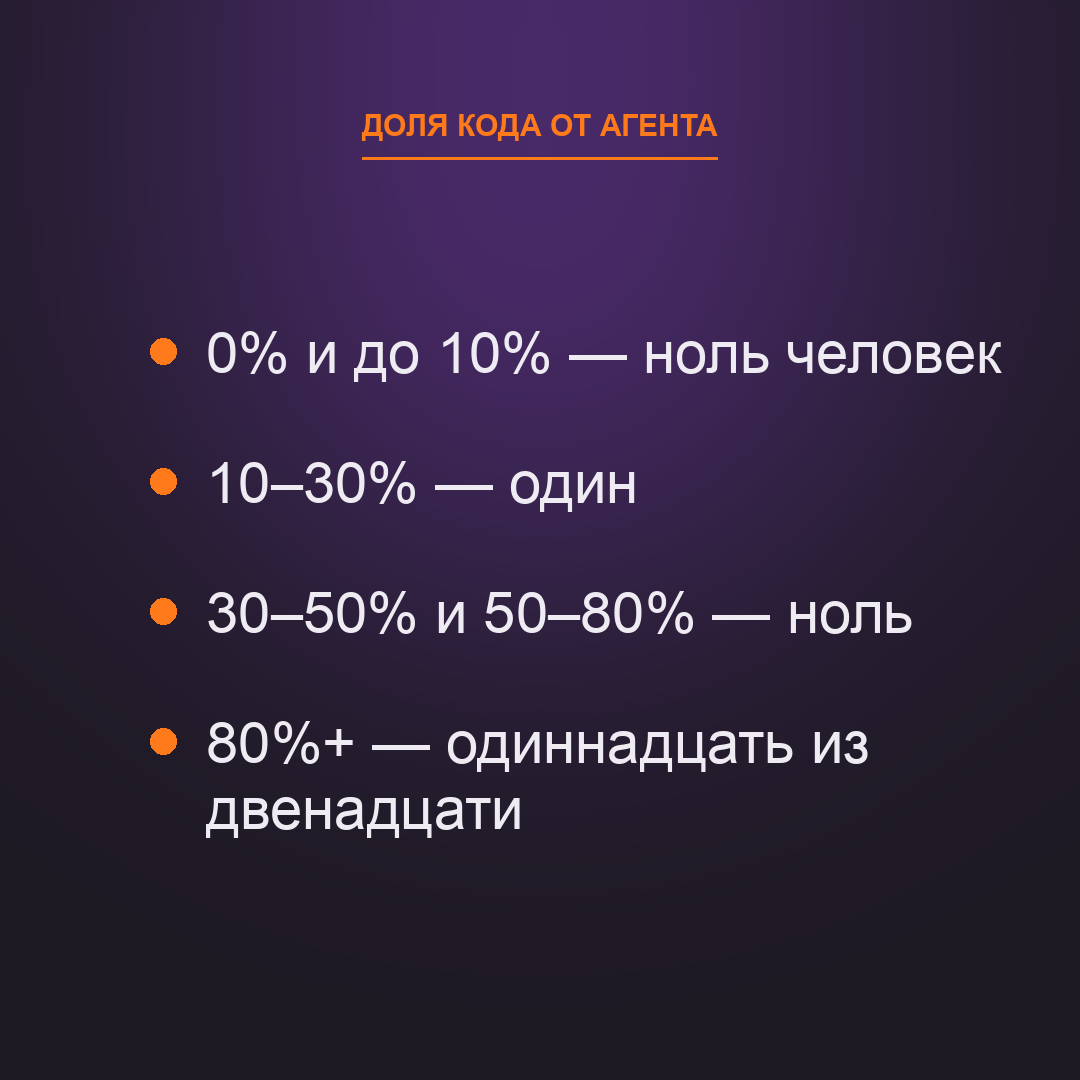 ДОЛЯ КОДА ОТ АГЕНТА
0% и до 10% — ноль человек
10–30% — один
30–50% и 50–80% — ноль
80%+ — одиннадцать из
двенадцати